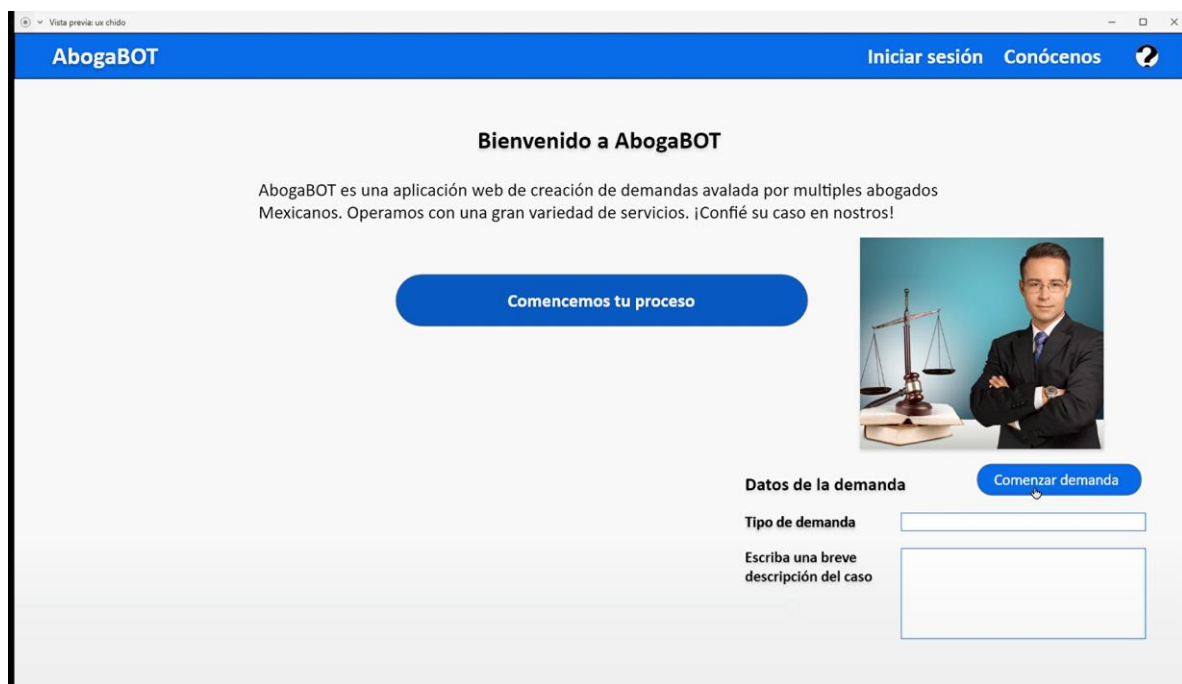 Vista previa: ux chido
AbogaBOT
Iniciar sesión Conócenos ?
Bienvenido a AbogaBOT
AbogaBOT es una aplicación web de creación de demandas avalada por multiples abogados
Mexicanos. Operamos con una gran variedad de servicios. ¡Confié su caso en nostros!
Comencemos tu proceso
Datos de la demanda
Comenzar demanda
Tipo de demanda
Escriba una breve
descripción del caso